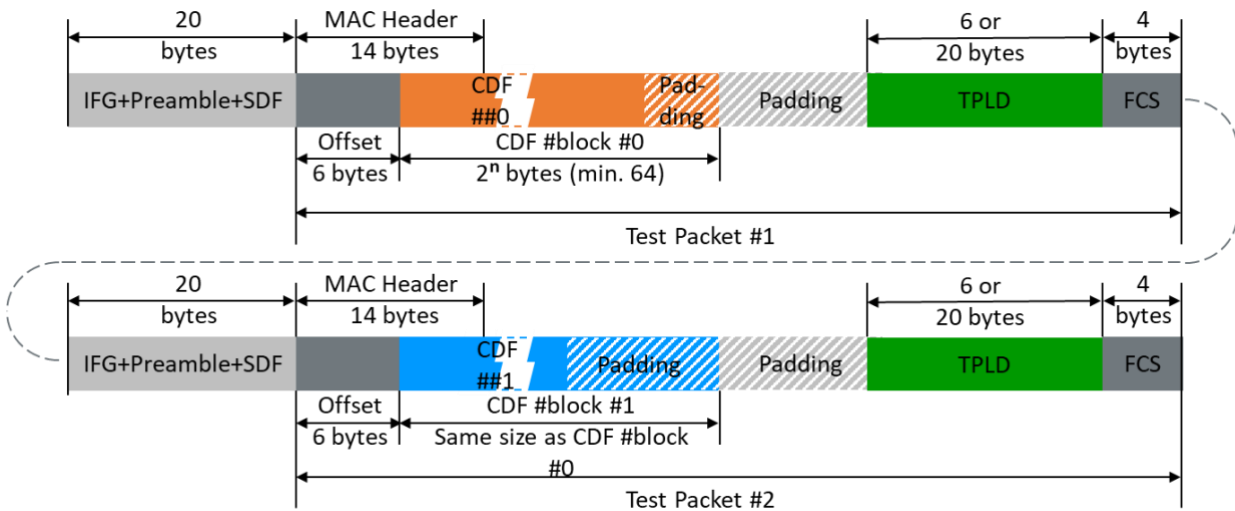 20
bytes
MAC Header
14 bytes
6 or
20 bytes
4
bytes
IFG+Preamble+SDF
CDF
##0
Pad-
ding
Padding
TPLD
FCS
Offset
6 bytes
CDF #block #0
2ⁿ bytes (min. 64)
Test Packet #1
20
bytes
MAC Header
14 bytes
6 or
20 bytes
4
bytes
IFG+Preamble+SDF
CDF
##1
Padding
Padding
TPLD
FCS
Offset
6 bytes
CDF #block #1
Same size as CDF #block
#0
Test Packet #2